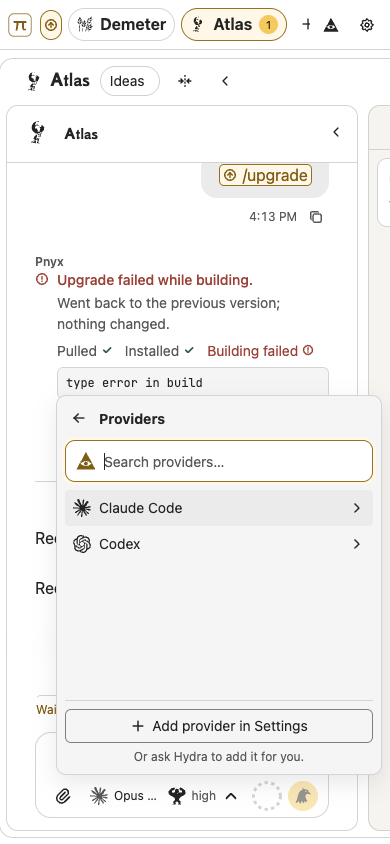 π
Demeter
Atlas 1
Atlas
Ideas
Atlas
/upgrade
4:13 PM
Pnyx
Upgrade failed while building.
Went back to the previous version;
nothing changed.
Pulled Installed Building failed
type error in build
Providers
Search providers...
Claude Code
Codex
Add provider in Settings
Or ask Hydra to add it for you.
Opus ... high